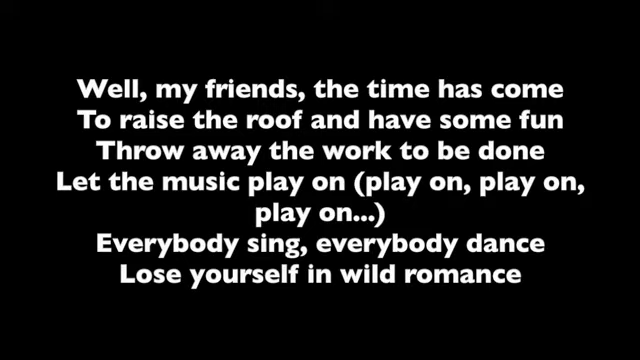 Well, my friends, the time has come
To raise the roof and have some fun
Throw away the work to be done
Let the music play on (play on, play on,
play on...)
Everybody sing, everybody dance
Lose yourself in wild romance